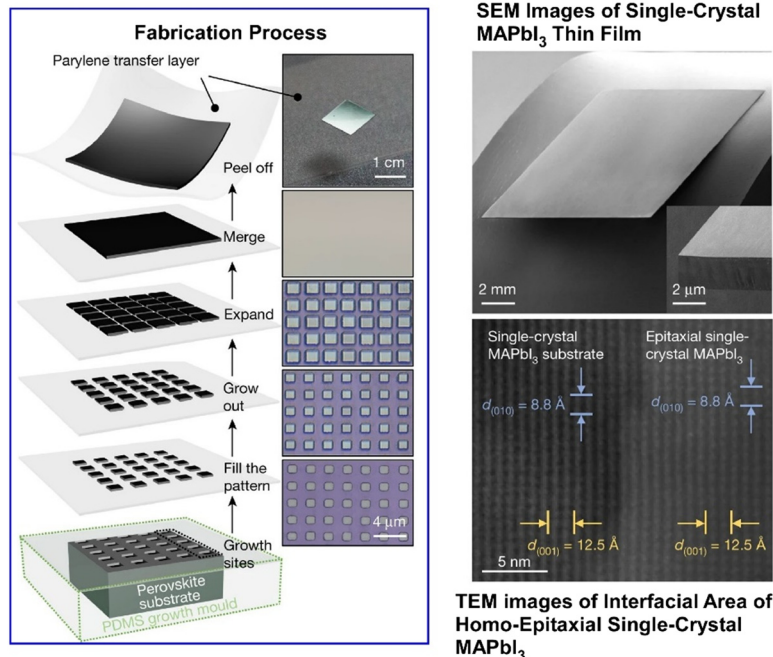 Fabrication Process
Parylene transfer layer
1 cm
Peel off
Merge
Expand
Grow
out
Fill the
pattern
4 μm
Growth
sites
Perovskite
substrate
PDMS growth mould
SEM Images of Single-Crystal
MAPbI₃ Thin Film
2 mm
2 μm
Single-crystal
MAPbI₃ substrate
Epitaxial single-
crystal MAPbI₃
d(010) = 8.8 Å
d(010) = 8.8 Å
d(001) = 12.5 Å
d(001) = 12.5 Å
5 nm
TEM images of Interfacial Area of
Homo-Epitaxial Single-Crystal
MAPbI₃